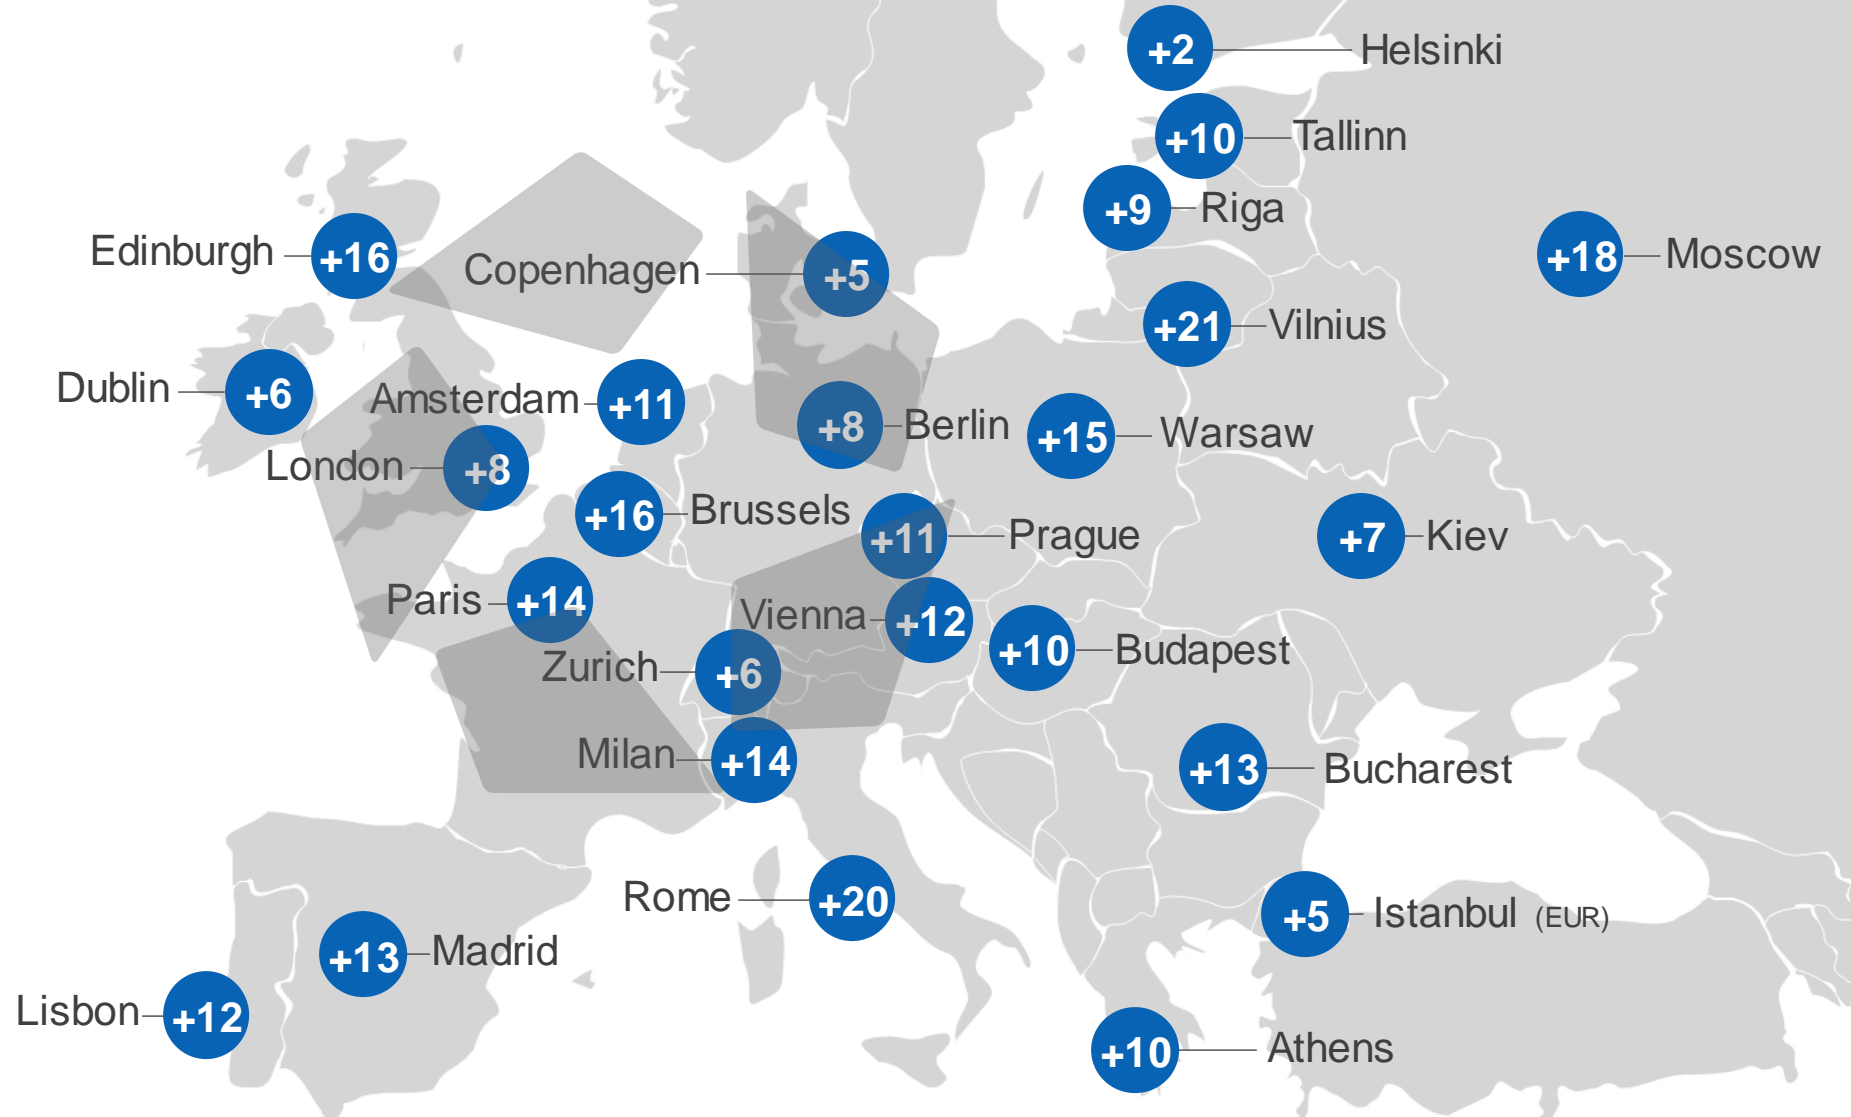 +2 Helsinki
+10 Tallinn
+9 Riga
Edinburgh +16
Copenhagen +5
+18 Moscow
+21 Vilnius
Dublin +6
Amsterdam +11
+8 Berlin
+15 Warsaw
London +8
+16 Brussels
+11 Prague
+7 Kiev
Paris +14
Vienna +12
+10 Budapest
Zurich +6
Milan +14
+13 Bucharest
Rome +20
+5 Istanbul (EUR)
+13 Madrid
Lisbon +12
+10 Athens